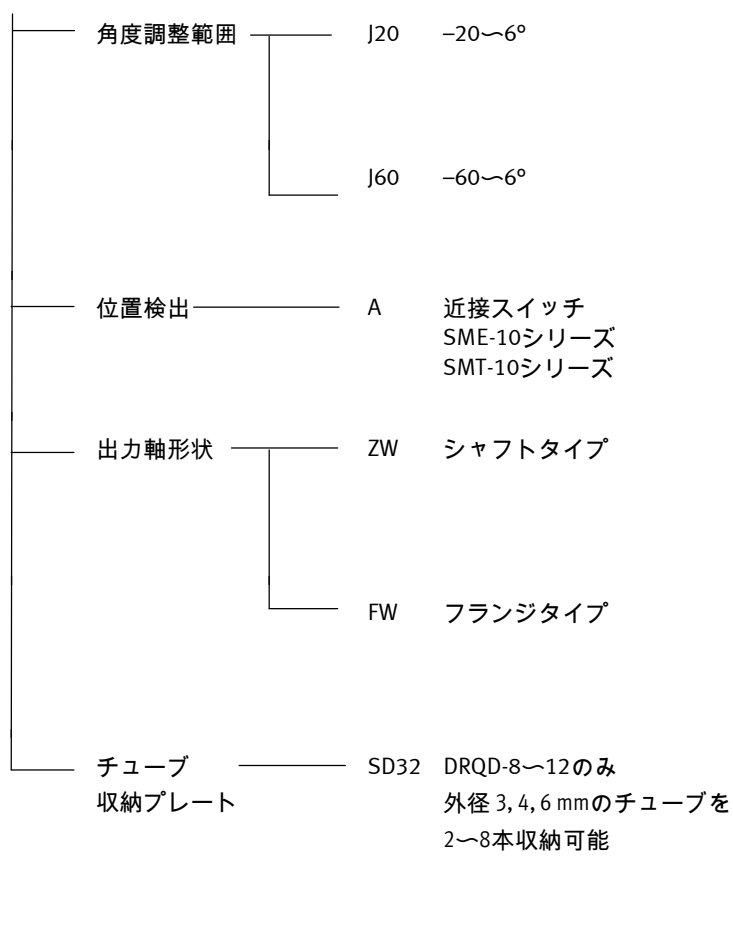 角度調整範囲 J20 –20〜6°
J60 –60〜6°
位置検出 A 近接スイッチ
SME-10シリーズ
SMT-10シリーズ
出力軸形状 ZW シャフトタイプ
FW フランジタイプ
チューブ SD32 DRQD-8〜12のみ
収納プレート 外径 3, 4, 6 mmのチューブを
2〜8本収納可能